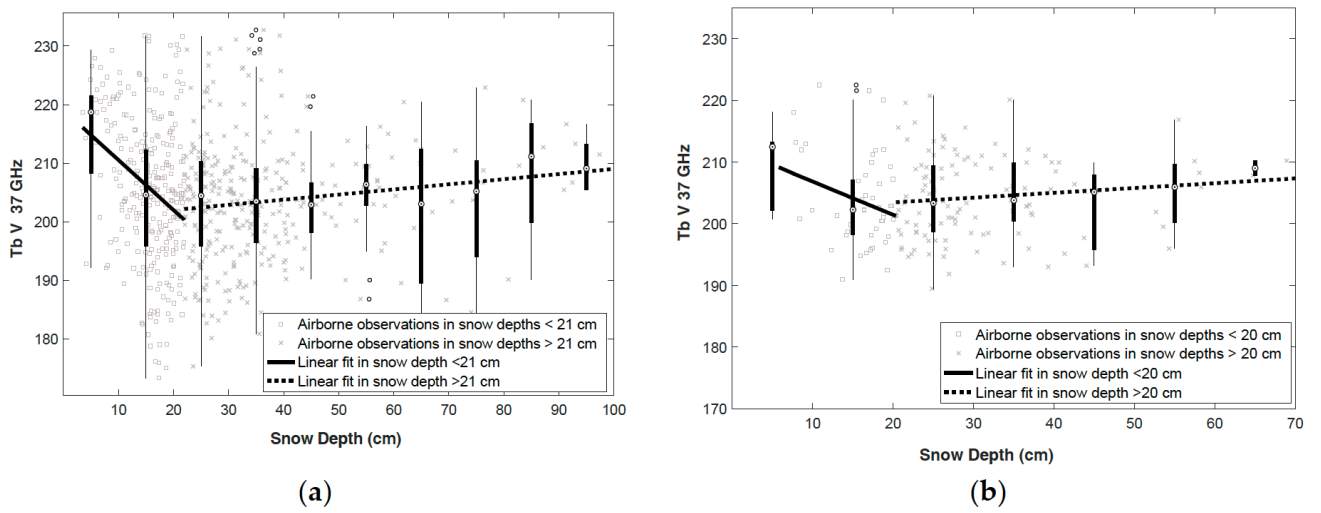 230
220
210
200
190
180
Tb V 37 GHz
Airborne observations in snow depths < 21 cm
Airborne observations in snow depths > 21 cm
Linear fit in snow depth <21 cm
Linear fit in snow depth >21 cm
10 20 30 40 50 60 70 80 90 100
Snow Depth (cm)
(a)
230
220
210
200
190
180
170
Tb V 37 GHz
Airborne observations in snow depths < 20 cm
Airborne observations in snow depths > 20 cm
Linear fit in snow depth <20 cm
Linear fit in snow depth >20 cm
10 20 30 40 50 60 70
Snow Depth (cm)
(b)